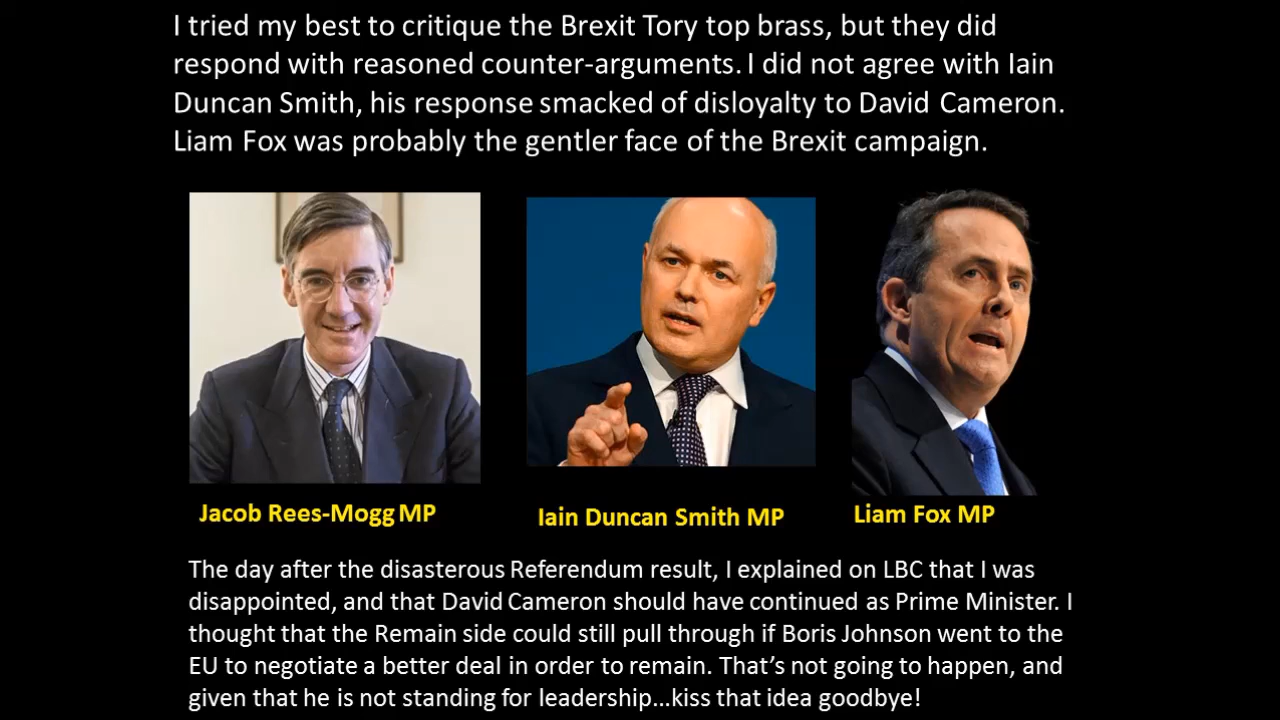 I tried my best to critique the Brexit Tory top brass, but they did
respond with reasoned counter-arguments. I did not agree with Iain
Duncan Smith, his response smacked of disloyalty to David Cameron.
Liam Fox was probably the gentler face of the Brexit campaign.
Jacob Rees-Mogg MP
Iain Duncan Smith MP
Liam Fox MP
The day after the disasterous Referendum result, I explained on LBC that I was
disappointed, and that David Cameron should have continued as Prime Minister. I
thought that the Remain side could still pull through if Boris Johnson went to the
EU to negotiate a better deal in order to remain. That’s not going to happen, and
given that he is not standing for leadership…kiss that idea goodbye!